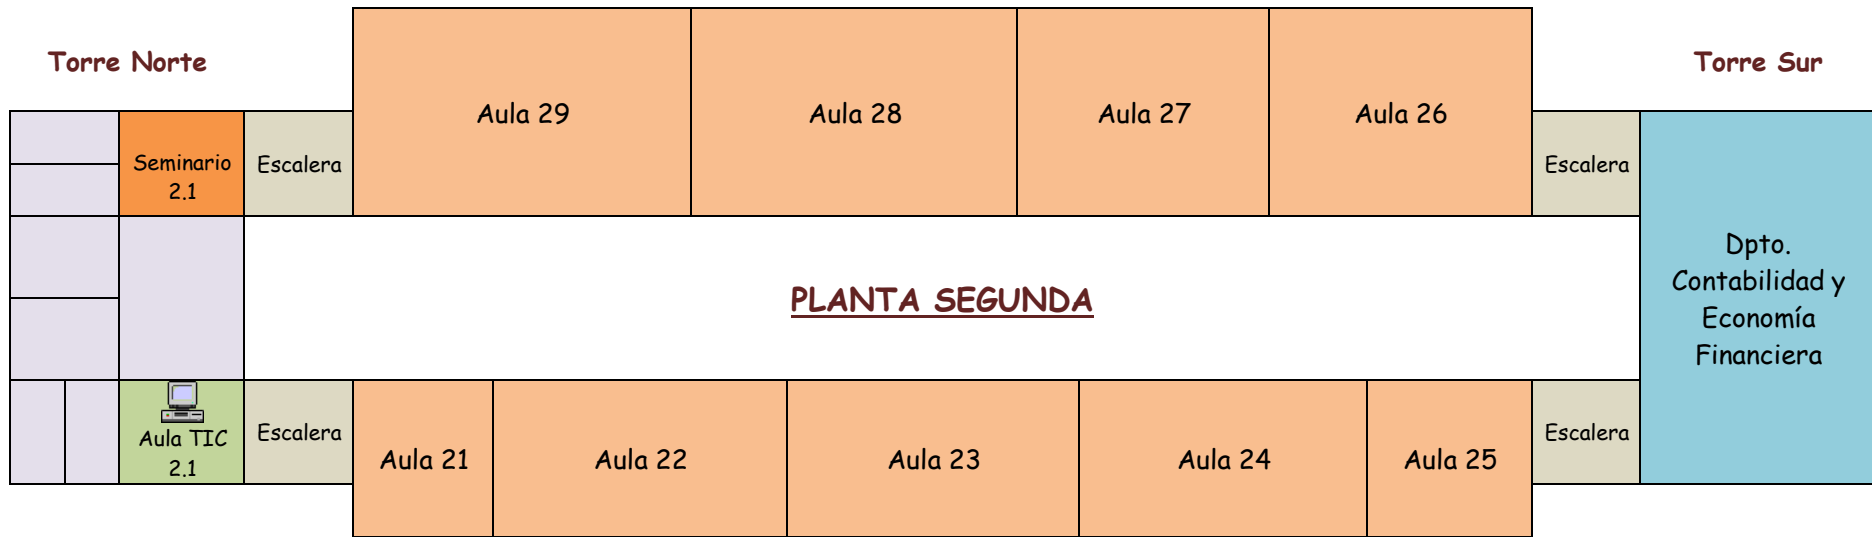 Torre Norte
Torre Sur
Aula 29
Aula 28
Aula 27
Aula 26
Seminario
2.1
Escalera
Escalera
Dpto.
Contabilidad y
Economía
Financiera
PLANTA SEGUNDA
Aula TIC
2.1
Escalera
Aula 21
Aula 22
Aula 23
Aula 24
Aula 25
Escalera